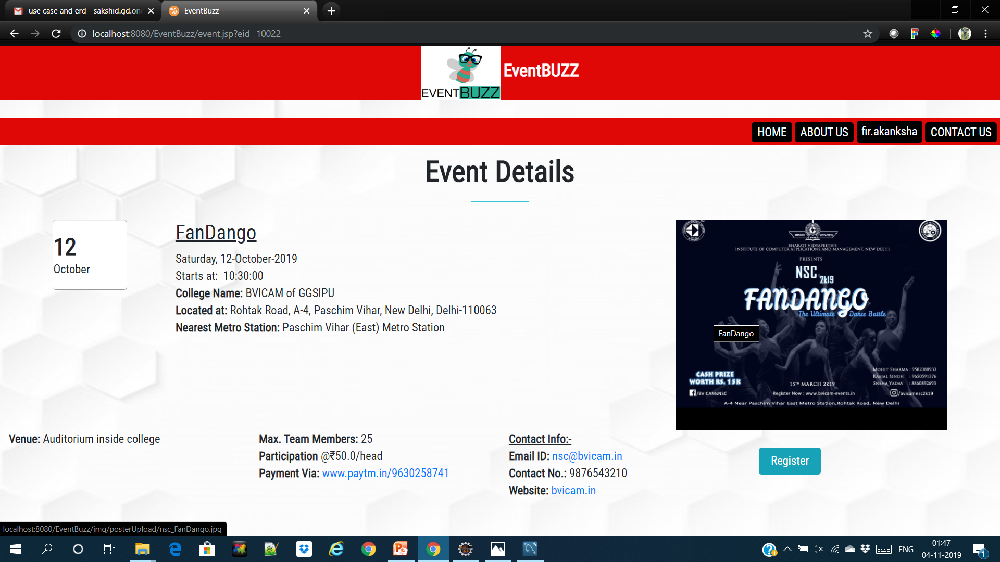 use case and erd - sakshid.gd.on
EventBuzz
localhost:8080/EventBuzz/event.jsp?eid=10022
EVENTBUZZ
EventBUZZ
HOME
ABOUT US
fir.akanksha
CONTACT US
Event Details
12
October
FanDango
Saturday, 12-October-2019
Starts at: 10:30:00
College Name: BVICAM of GGSIPU
Located at: Rohtak Road, A-4, Paschim Vihar, New Delhi, Delhi-110063
Nearest Metro Station: Paschim Vihar (East) Metro Station
BHARATI VIDYAPEETH
PUNE
BHARATI VIDYAPEETH'S
INSTITUTE OF COMPUTER APPLICATIONS AND MANAGEMENT, NEW DELHI
PRESENTS
NSC
2k19
FANDANGO
The Ultimate Dance Battle
FanDango
CASH PRIZE
WORTH RS. 15K
MOHIT SHARMA : 9582388933
KAAJAL SINGH : 9650591376
SNEHA YADAV : 8860892693
15TH MARCH 2K19
/BVICAMsNSC
Register Now : www.bvicam-events.in
/bvicamnsc2k19
A-4 Near Paschim Vihar East Metro Station,Rohtak Road, New Delhi
Venue: Auditorium inside college
Max. Team Members: 25
Participation @₹50.0/head
Payment Via: www.paytm.in/9630258741
Contact Info:-
Email ID: nsc@bvicam.in
Contact No.: 9876543210
Website: bvicam.in
Register
localhost:8080/EventBuzz/img/posterUpload/nsc_FanDango.jpg
ENG
01:47
04-11-2019
1